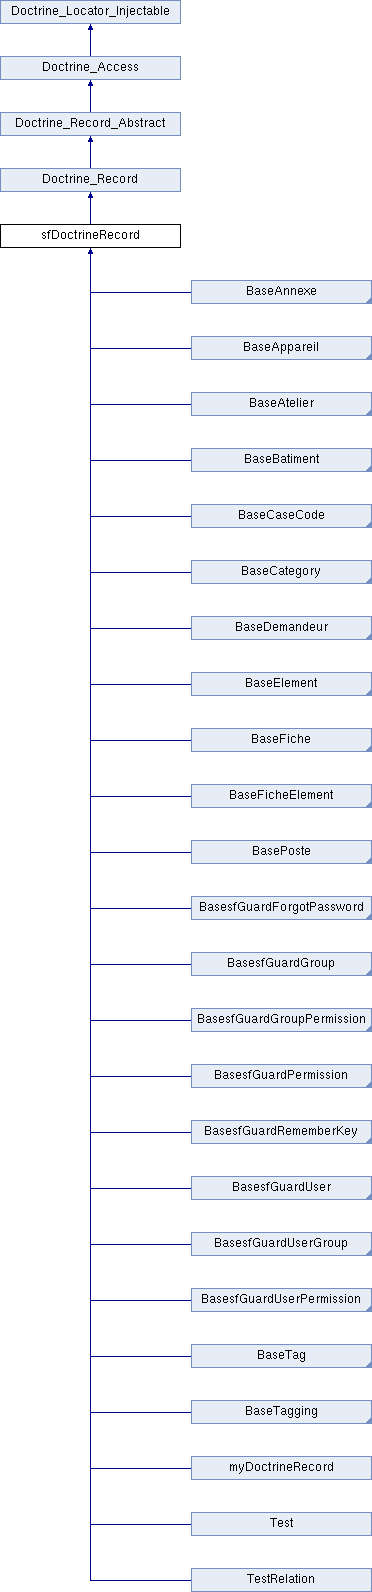 Doctrine_Locator_Injectable
Doctrine_Access
Doctrine_Record_Abstract
Doctrine_Record
sfDoctrineRecord
BaseAnnexe
BaseAppareil
BaseAtelier
BaseBatiment
BaseCaseCode
BaseCategory
BaseDemandeur
BaseElement
BaseFiche
BaseFicheElement
BasePoste
BasesfGuardForgotPassword
BasesfGuardGroup
BasesfGuardGroupPermission
BasesfGuardPermission
BasesfGuardRememberKey
BasesfGuardUser
BasesfGuardUserGroup
BasesfGuardUserPermission
BaseTag
BaseTagging
myDoctrineRecord
Test
TestRelation